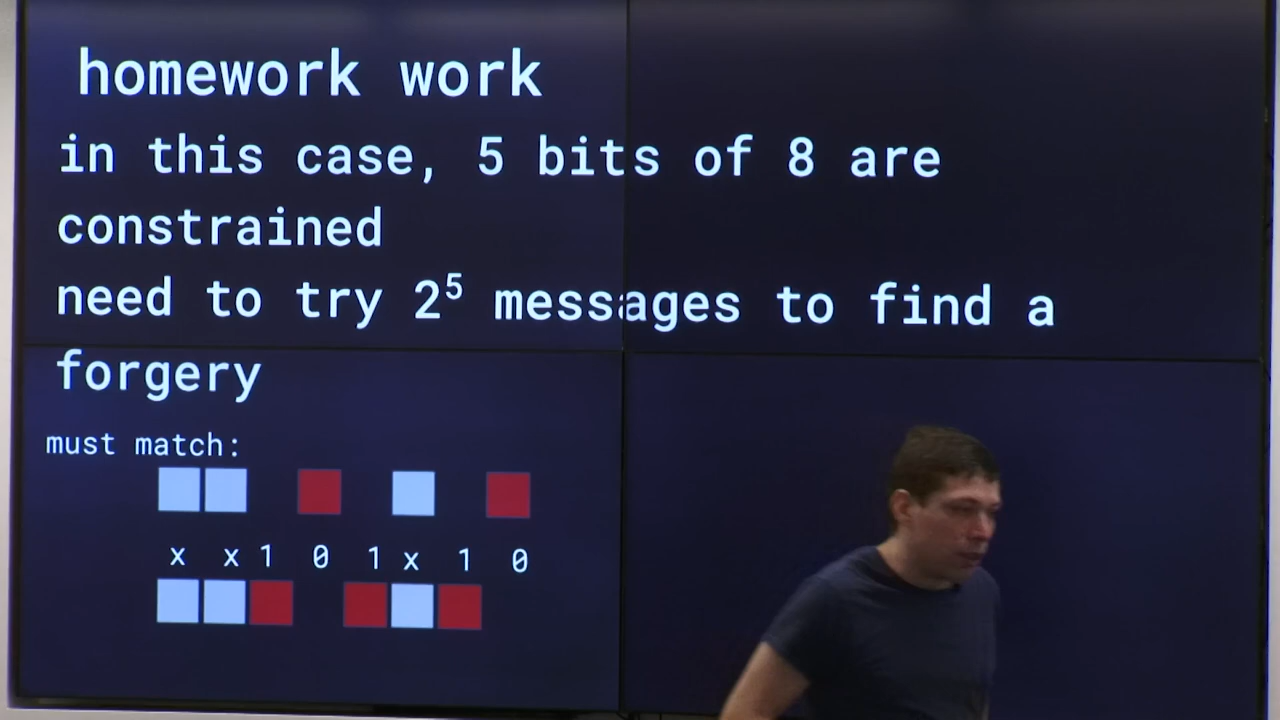 homework work
in this case, 5 bits of 8 are
constrained
need to try 2⁵ messages to find a
forgery
must match:
x x 1 0 1 x 1 0